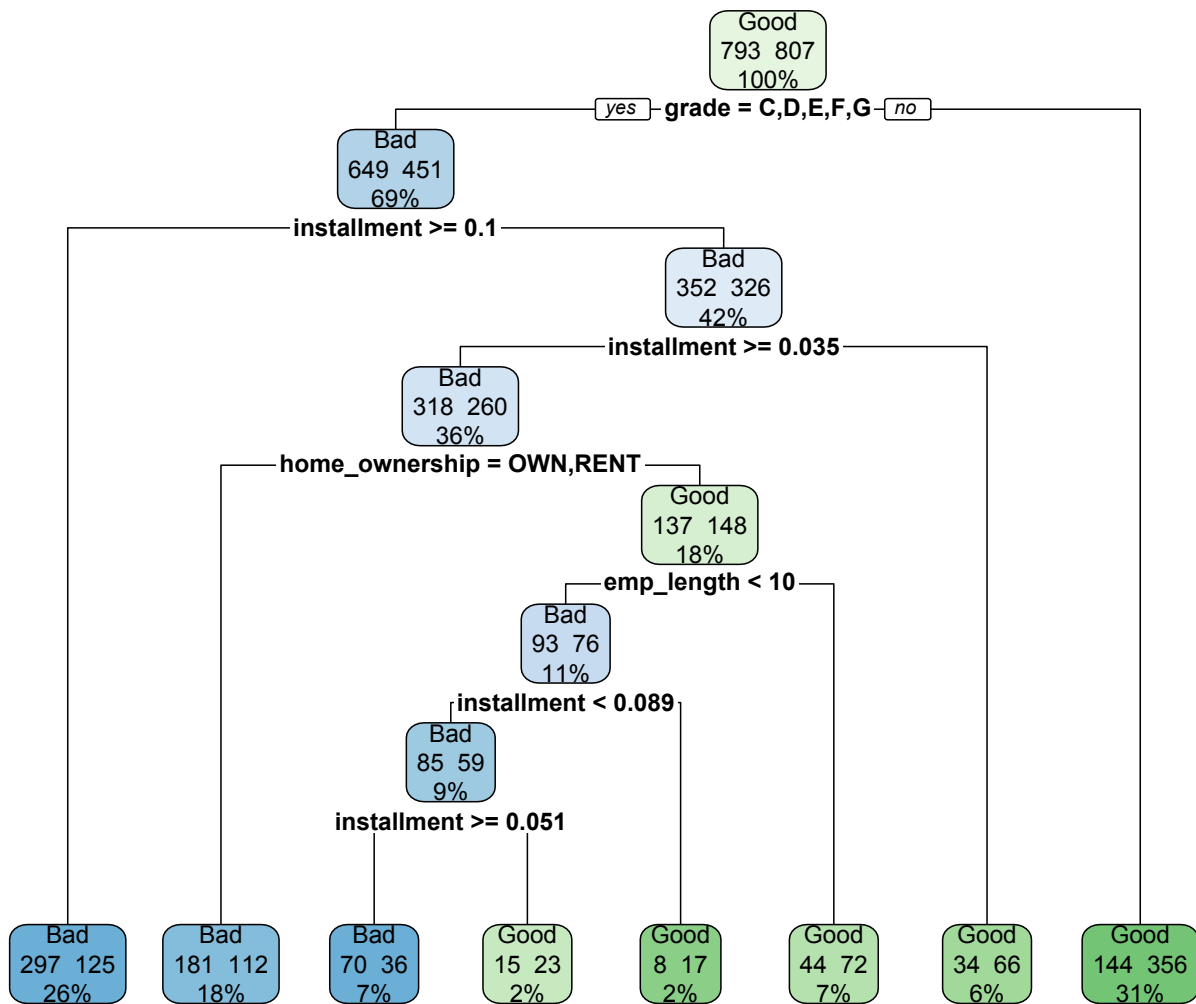 Good
793 807
100%
yes grade = C,D,E,F,G no
Bad
649 451
69%
installment >= 0.1
Bad
352 326
42%
installment >= 0.035
Bad
318 260
36%
home_ownership = OWN,RENT
Good
137 148
18%
emp_length < 10
Bad
93 76
11%
installment < 0.089
Bad
85 59
9%
installment >= 0.051
Bad
297 125
26%
Bad
181 112
18%
Bad
70 36
7%
Good
15 23
2%
Good
8 17
2%
Good
44 72
7%
Good
34 66
6%
Good
144 356
31%